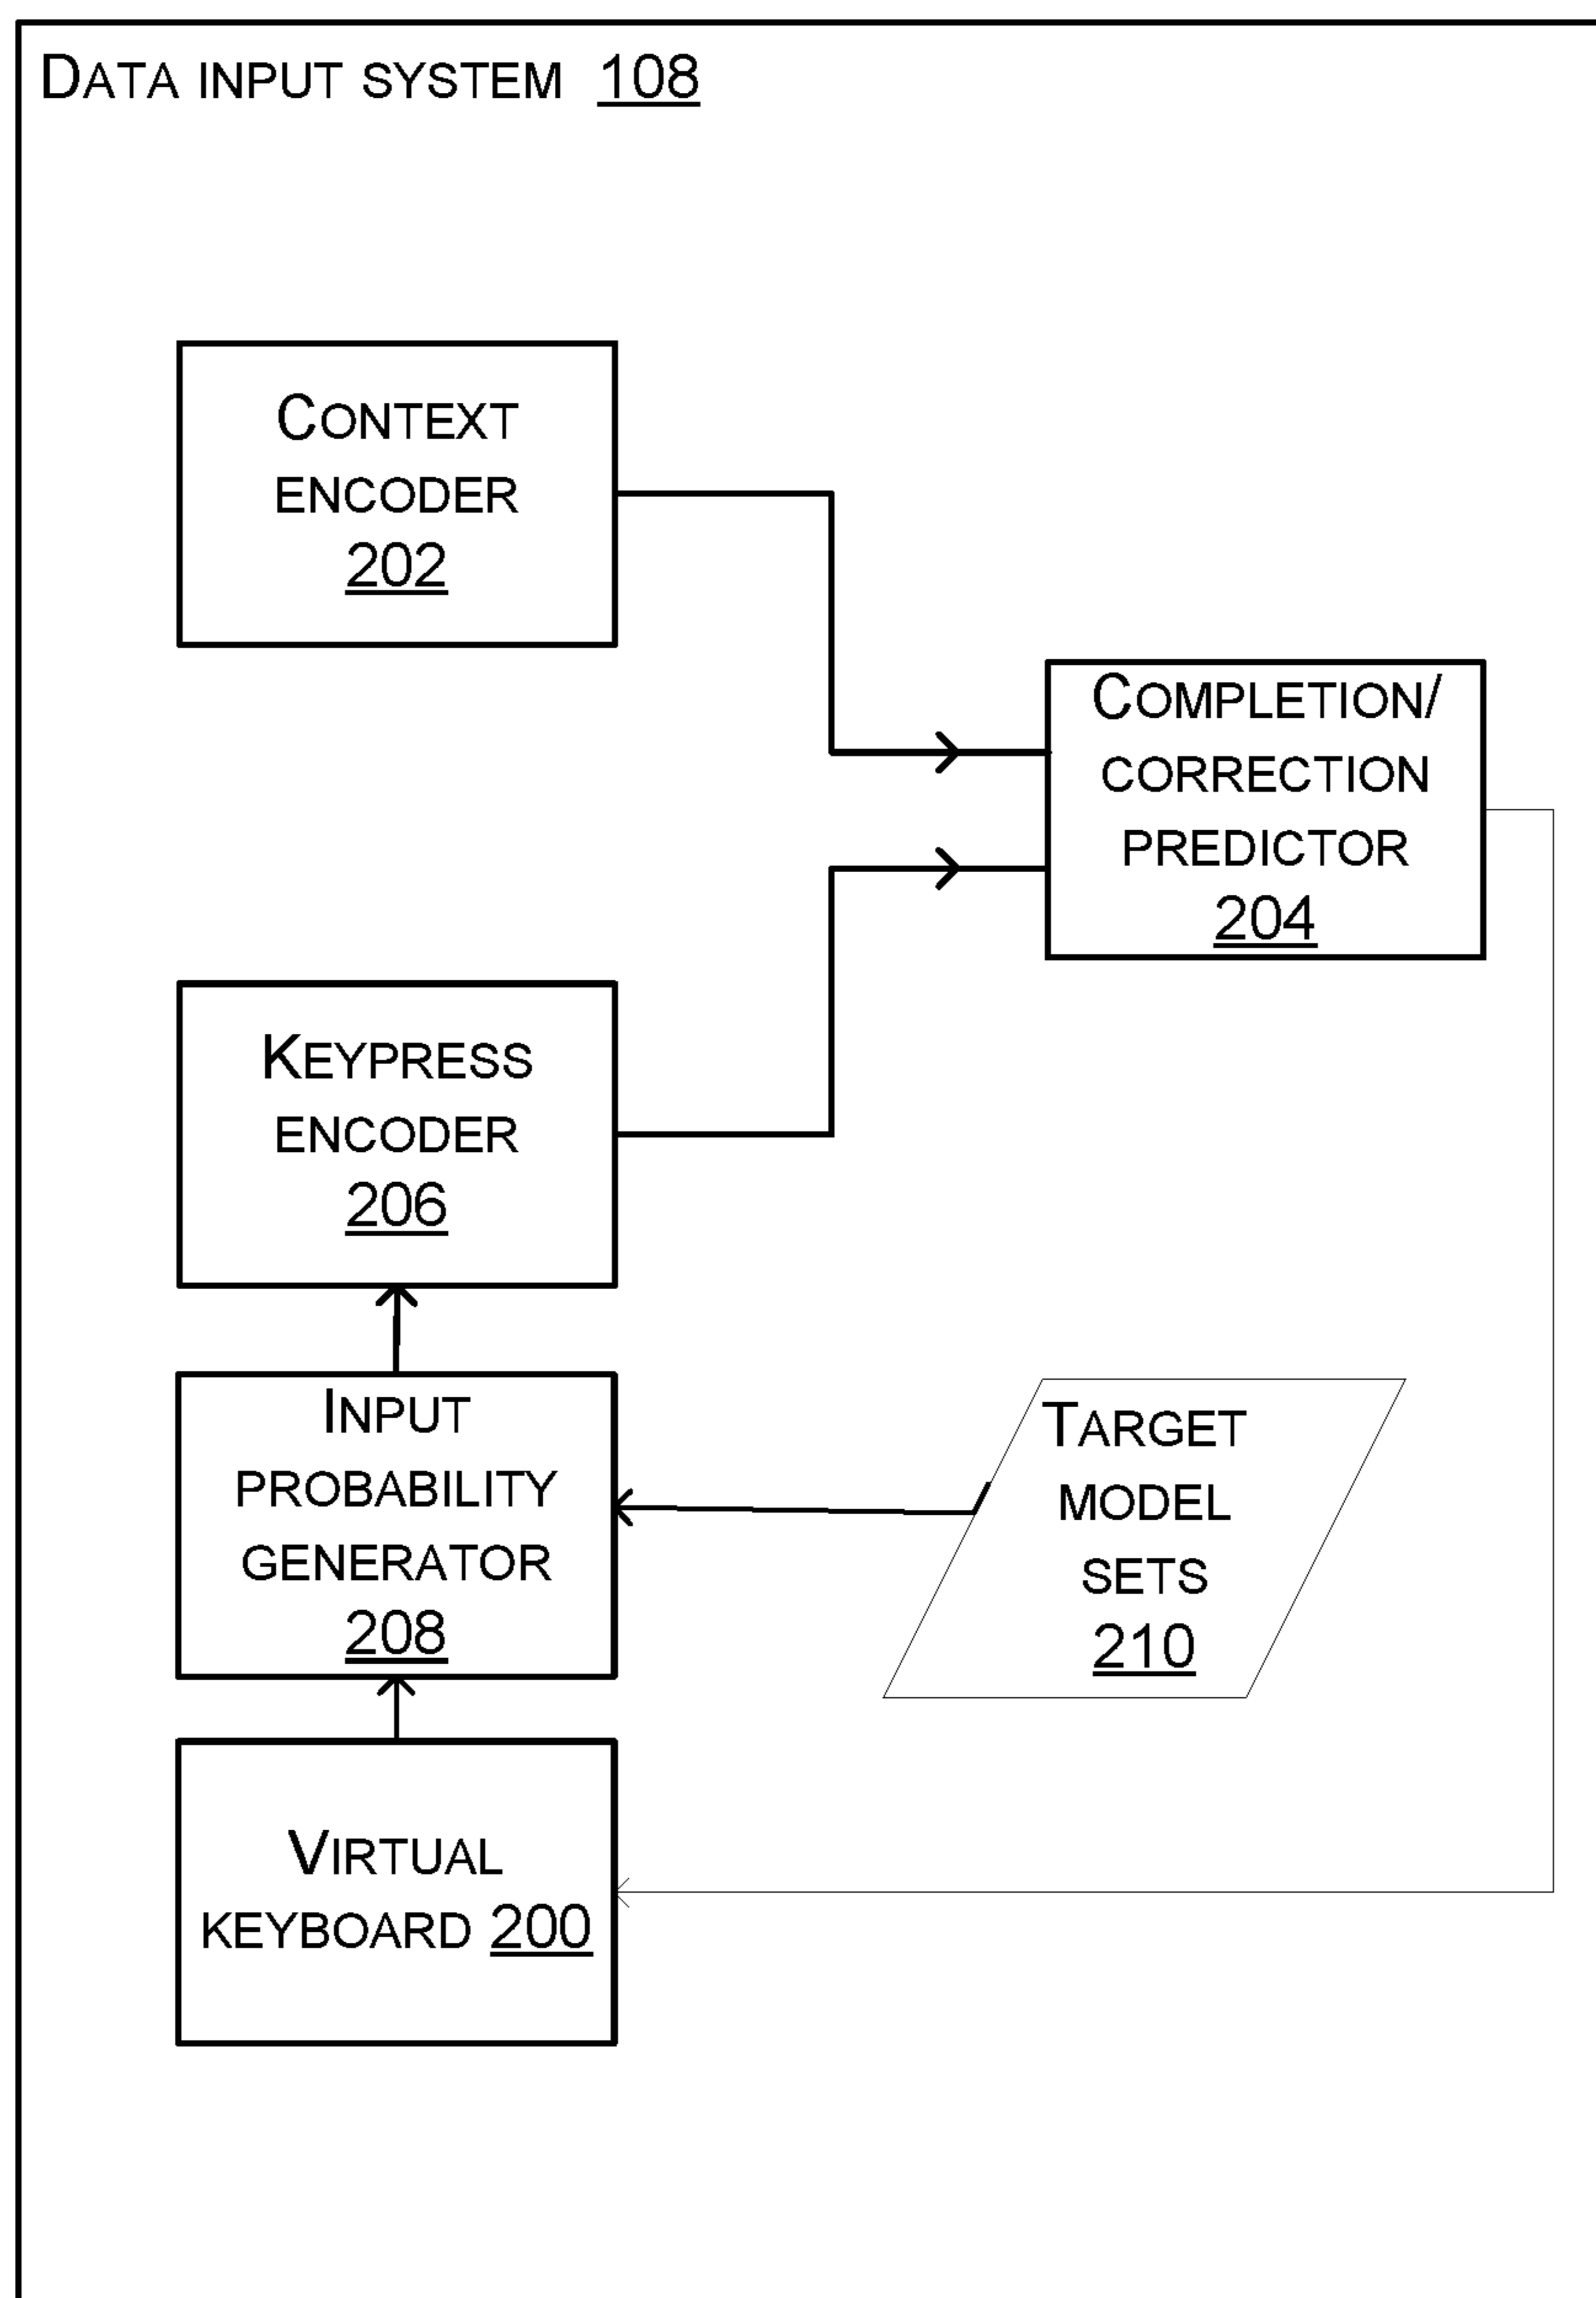 DATA INPUT SYSTEM 108
CONTEXT
ENCODER
202
COMPLETION/
CORRECTION
PREDICTOR
204
KEYPRESS
ENCODER
206
INPUT
PROBABILITY
GENERATOR
208
TARGET
MODEL
SETS
210
VIRTUAL
KEYBOARD 200